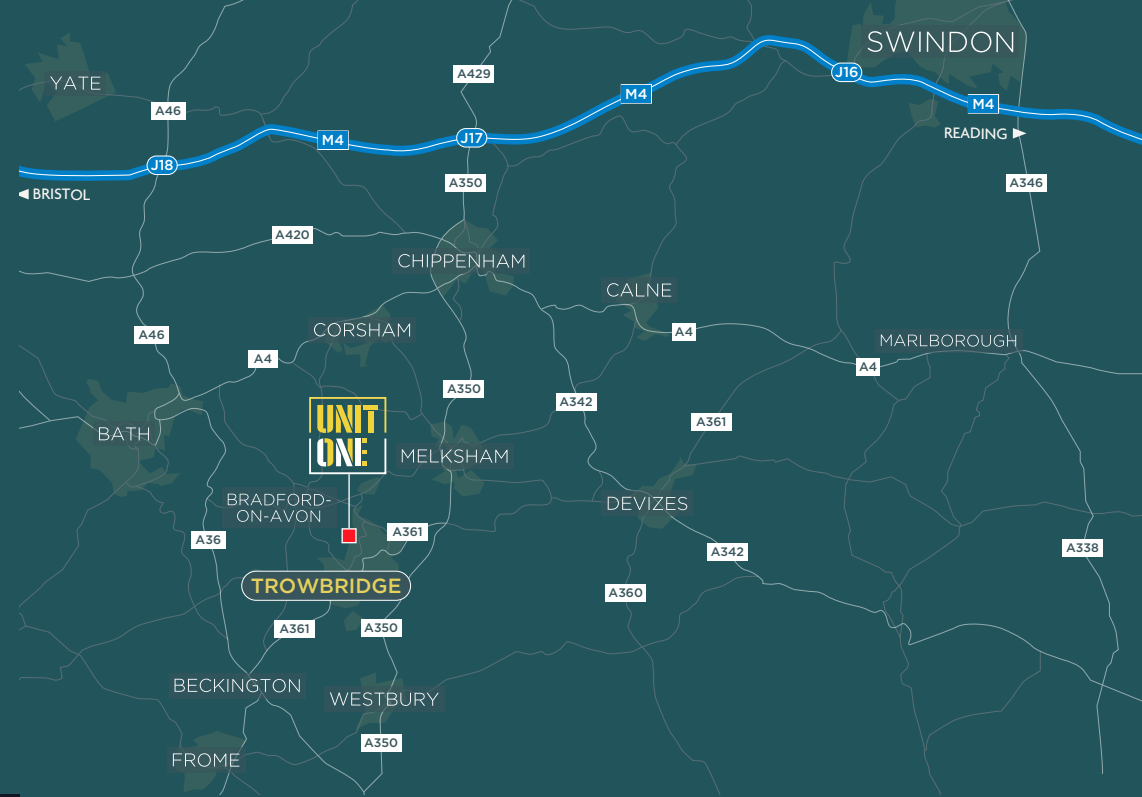 SWINDON
YATE
A429
J16
M4
A46
M4
READING ►
M4
J17
J18
A350
A346
◄ BRISTOL
A420
CHIPPENHAM
CALNE
CORSHAM
A4
A46
MARLBOROUGH
A4
A4
A350
A342
UNIT
ONE
A361
BATH
MELKSHAM
BRADFORD-
ON-AVON
DEVIZES
A361
A36
A338
A342
TROWBRIDGE
A360
A361
A350
BECKINGTON
WESTBURY
A350
FROME